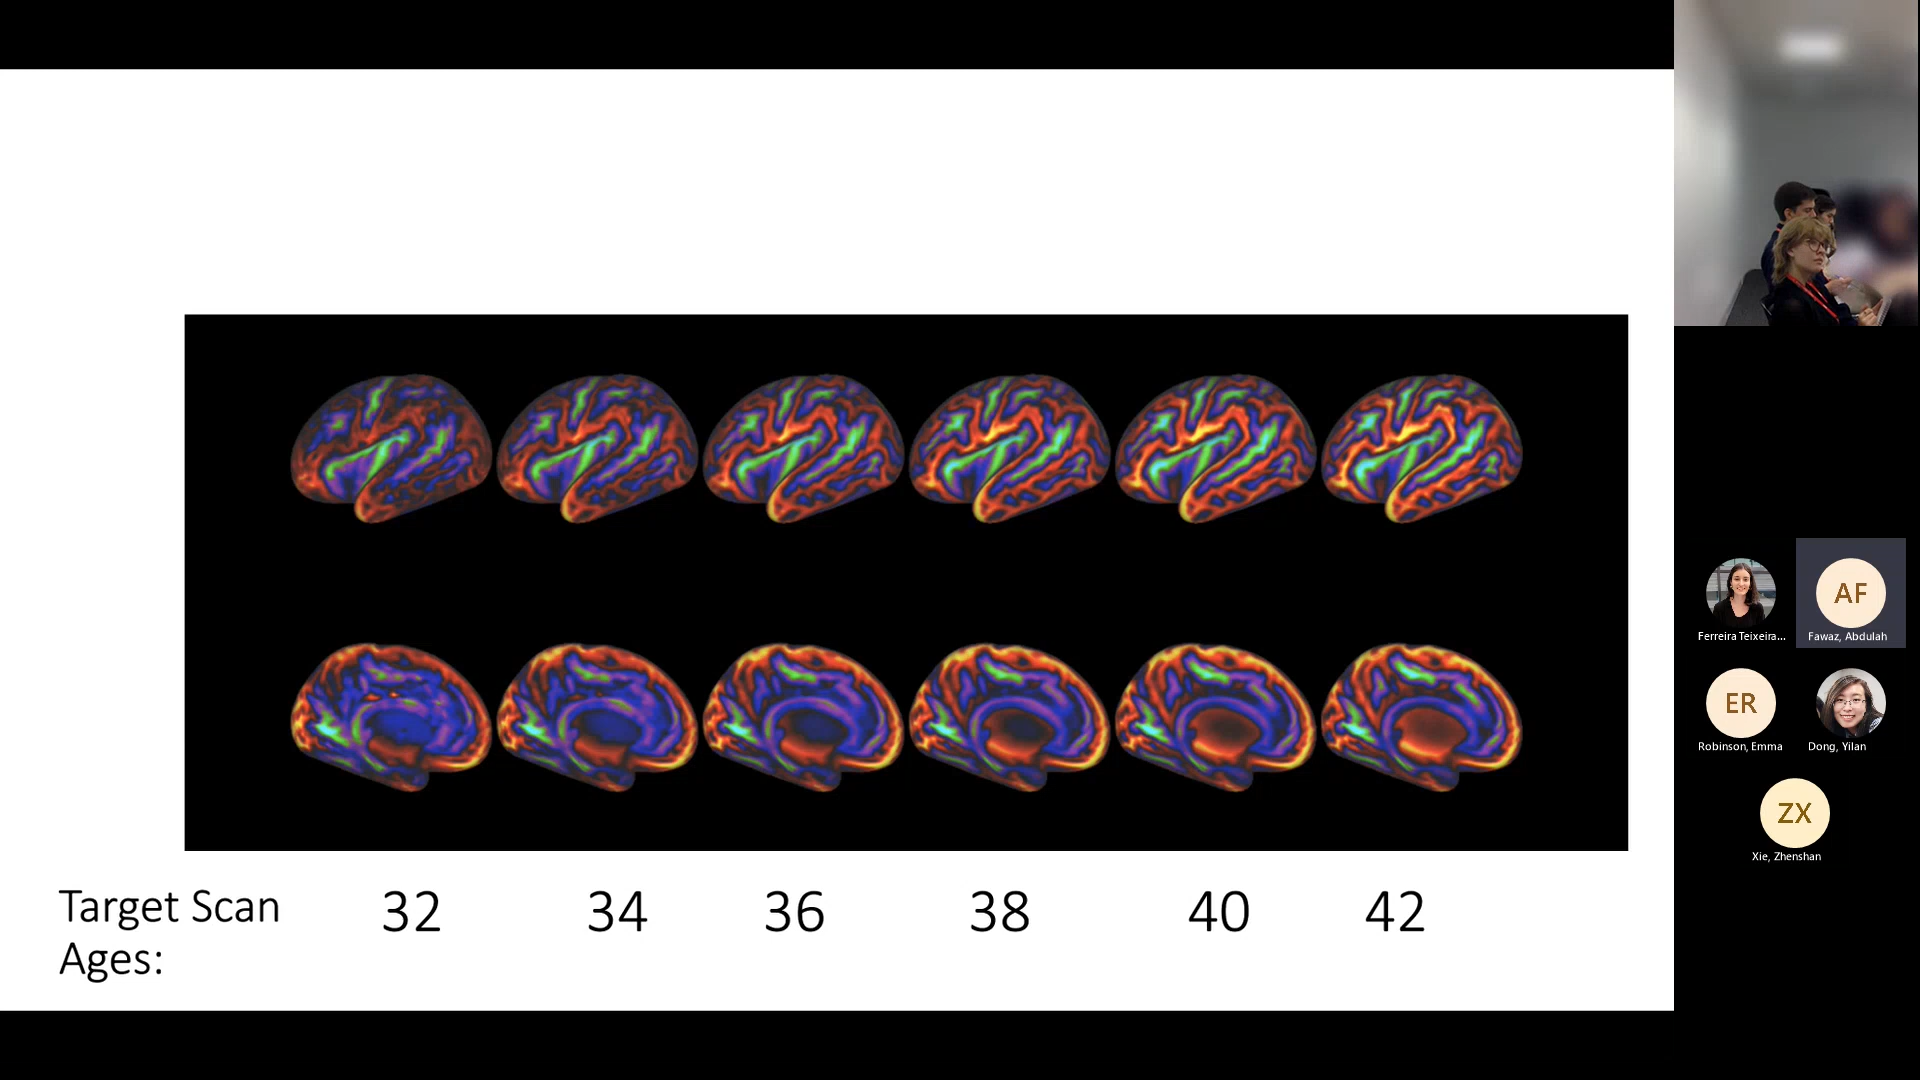 Target Scan
Ages:
32 34 36 38 40 42
Ferreira Teixeira...
AF
Fawaz, Abdulah
ER
Robinson, Emma
Dong, Yilan
ZX
Xie, Zhenshan